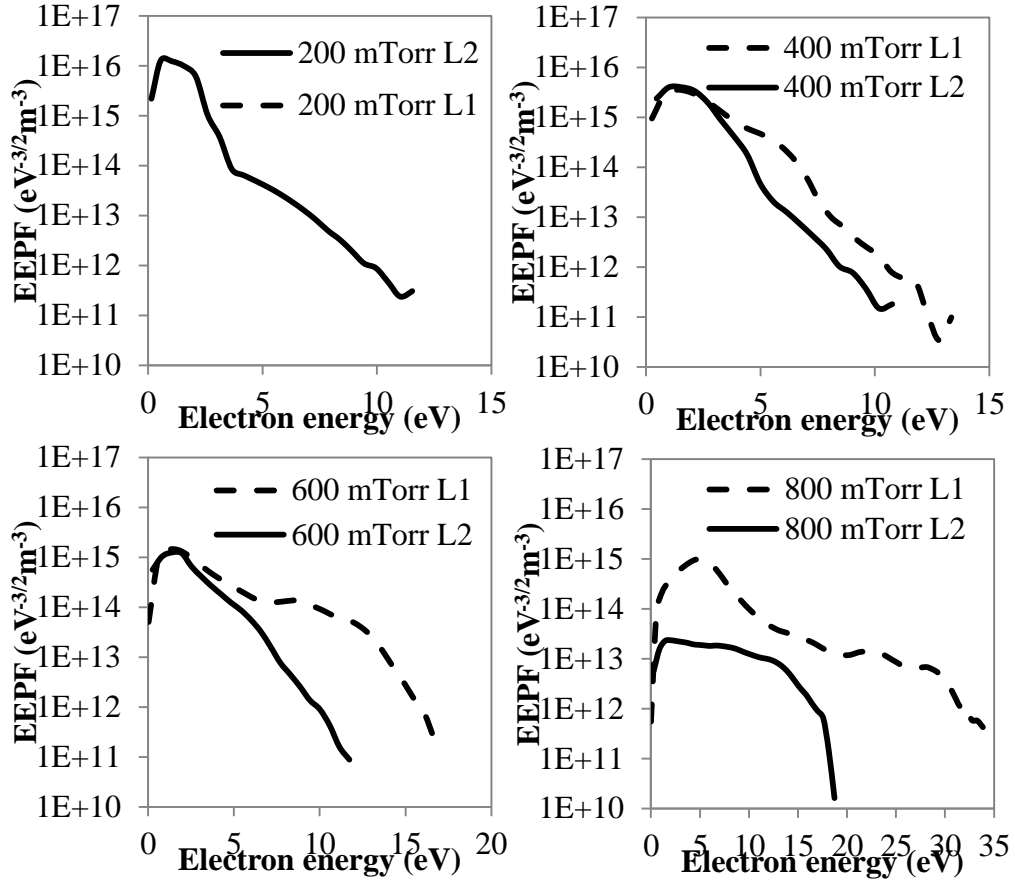 1E+17
1E+16
1E+15
1E+14
1E+13
1E+12
1E+11
1E+10
EEPF (eV-3/2m-3)
200 mTorr L2
200 mTorr L1
0 5 10 15
Electron energy (eV)
1E+17
1E+16
1E+15
1E+14
1E+13
1E+12
1E+11
1E+10
EEPF (eV-3/2m-3)
400 mTorr L1
400 mTorr L2
0 5 10 15
Electron energy (eV)
1E+17
1E+16
1E+15
1E+14
1E+13
1E+12
1E+11
1E+10
EEPF (eV-3/2m-3)
600 mTorr L1
600 mTorr L2
0 5 10 15 20
Electron energy (eV)
1E+17
1E+16
1E+15
1E+14
1E+13
1E+12
1E+11
1E+10
EEPF (eV-3/2m-3)
800 mTorr L1
800 mTorr L2
0 5 10 15 20 25 30 35
Electron energy (eV)